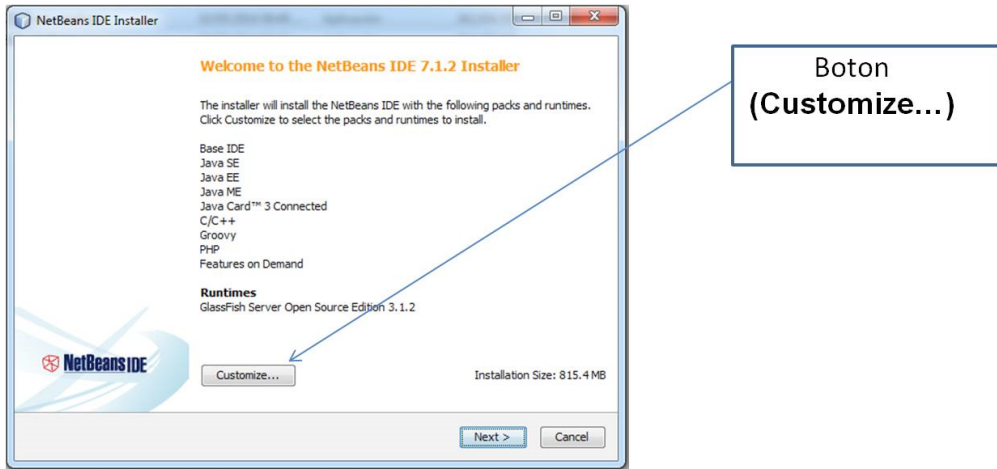 NetBeans IDE Installer
Welcome to the NetBeans IDE 7.1.2 Installer
The installer will install the NetBeans IDE with the following packs and runtimes.
Click Customize to select the packs and runtimes to install.
Base IDE
Java SE
Java EE
Java ME
Java Card™ 3 Connected
C/C++
Groovy
PHP
Features on Demand
Runtimes
GlassFish Server Open Source Edition 3.1.2
NetBeans IDE
Customize...
Installation Size: 815.4 MB
Next >
Cancel
Boton
(Customize...)